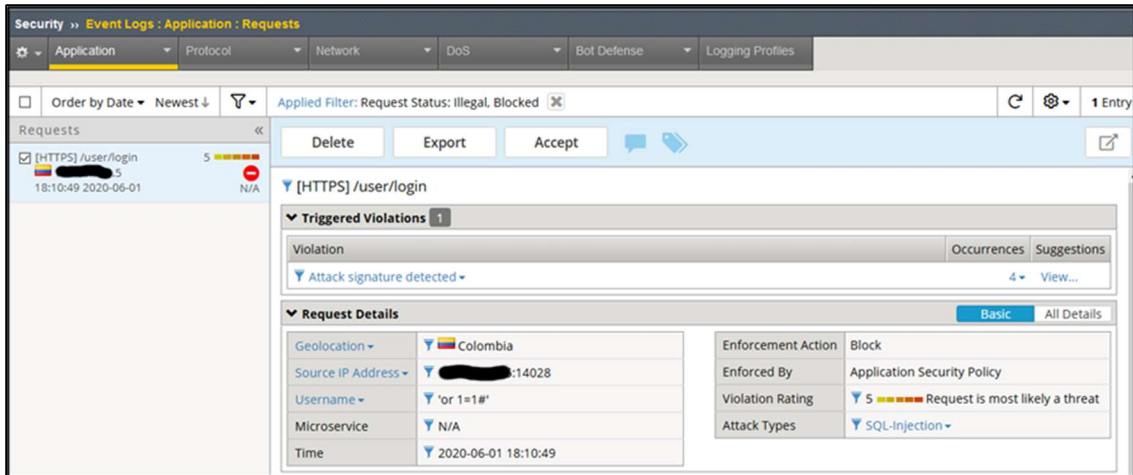 Security ›› Event Logs : Application : Requests
Application Protocol Network DoS Bot Defense Logging Profiles
Order by Date Newest↓ Applied Filter: Request Status: Illegal, Blocked 1 Entry
Requests «
[HTTPS] /user/login 5
.5
18:10:49 2020-06-01 N/A
Delete Export Accept
[HTTPS] /user/login
Triggered Violations 1
Violation Occurrences Suggestions
Attack signature detected 4 View...
Request Details Basic All Details
Geolocation Colombia
Source IP Address :14028
Username 'or 1=1#'
Microservice N/A
Time 2020-06-01 18:10:49
Enforcement Action Block
Enforced By Application Security Policy
Violation Rating 5 Request is most likely a threat
Attack Types SQL-Injection